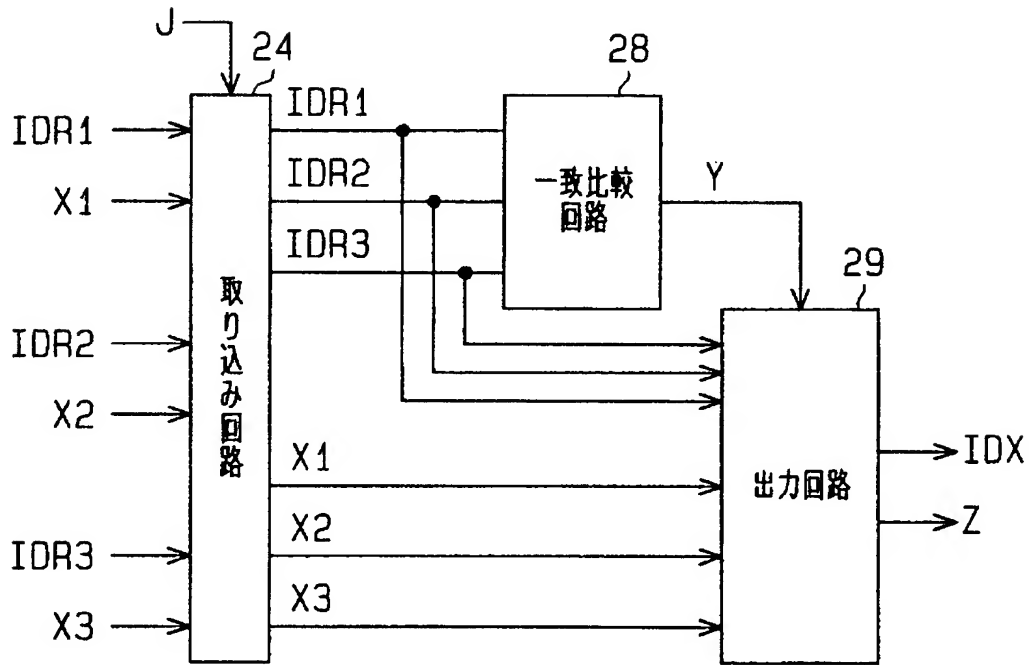 J
24
28
IDR1
IDR1
X1
IDR2
IDR3
一致比較
回路
Y
29
取り込み回路
IDR2
X2
X1
X2
X3
出力回路
IDX
Z
IDR3
X3